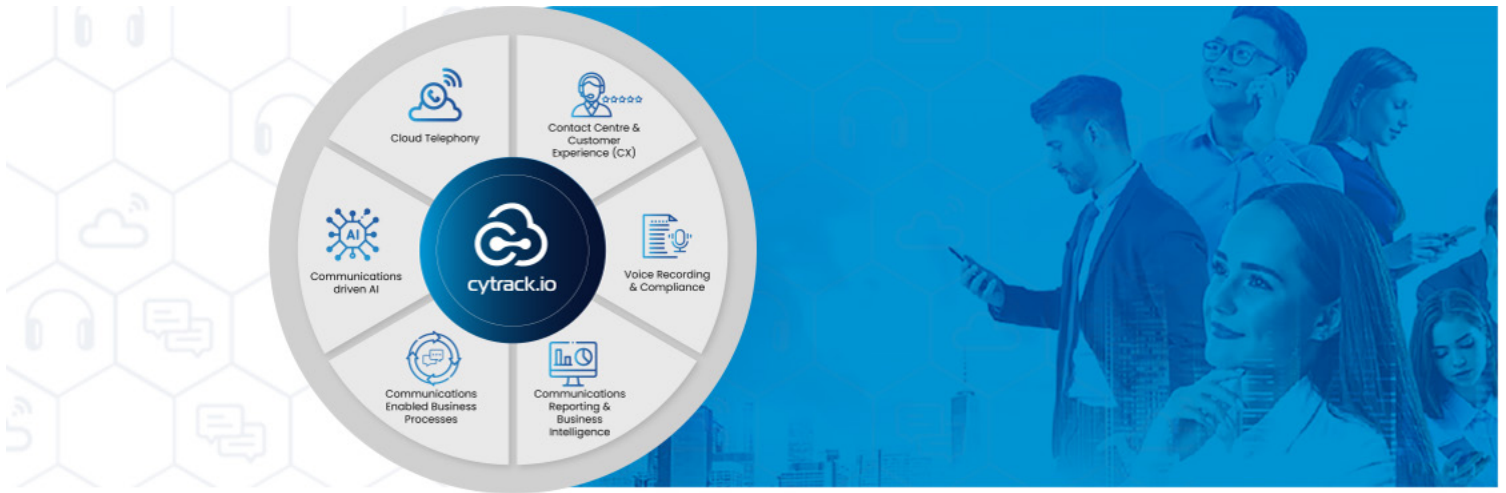 Cloud Telephony
Contact Centre &
Customer
Experience (CX)
AI
Communications
driven AI
cytrack.io
Voice Recording
& Compliance
Communications
Enabled Business
Processes
Communications
Reporting &
Business
Intelligence